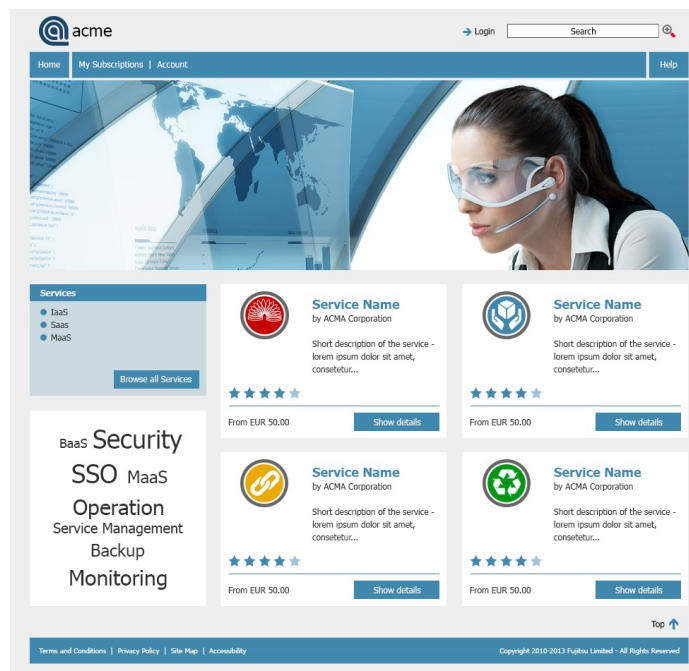 acme
Login
Search
Home
My Subscriptions | Account
Help
Services
IaaS
Saas
MaaS
Browse all Services
Service Name
by ACMA Corporation
Short description of the service -
lorem ipsum dolor sit amet,
consetetur...
From EUR 50.00
Show details
Service Name
by ACMA Corporation
Short description of the service -
lorem ipsum dolor sit amet,
consetetur...
From EUR 50.00
Show details
BaaS Security
SSO MaaS
Operation
Service Management
Backup
Monitoring
Service Name
by ACMA Corporation
Short description of the service -
lorem ipsum dolor sit amet,
consetetur...
From EUR 50.00
Show details
Service Name
by ACMA Corporation
Short description of the service -
lorem ipsum dolor sit amet,
consetetur...
From EUR 50.00
Show details
Top
Terms and Conditions | Privacy Policy | Site Map | Accessibility
Copyright 2010-2013 Fujitsu Limited - All Rights Reserved